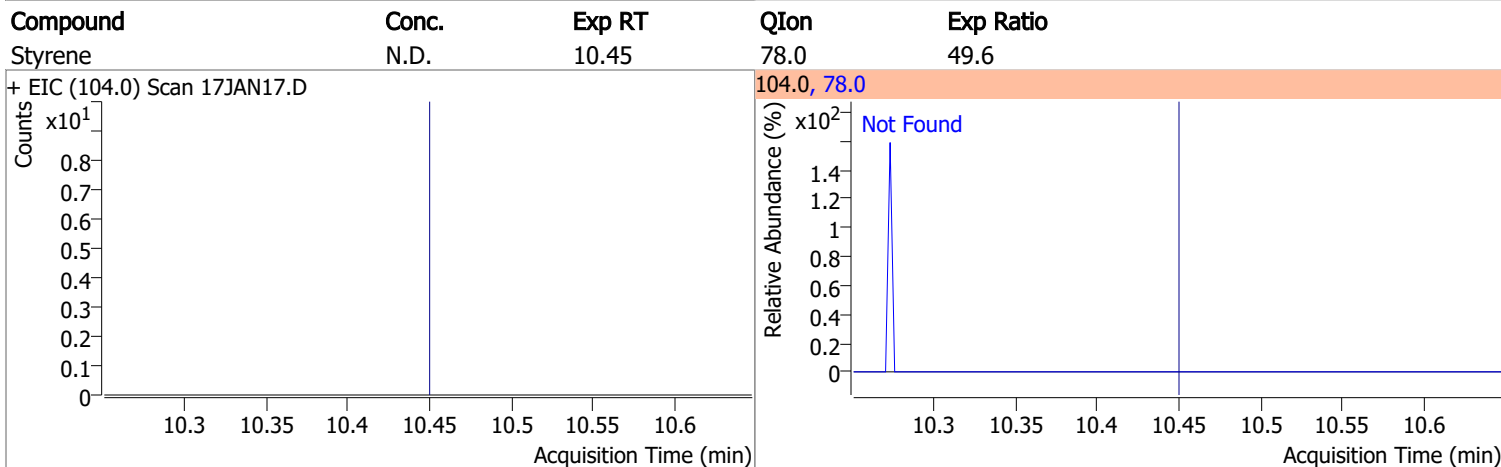 Compound Conc. Exp RT QIon Exp Ratio
Styrene N.D. 10.45 78.0 49.6
+ EIC (104.0) Scan 17JAN17.D
Counts
x10¹
0.8
0.7
0.6
0.5
0.4
0.3
0.2
0.1
0
10.3 10.35 10.4 10.45 10.5 10.55 10.6
Acquisition Time (min)
104.0, 78.0
Relative Abundance (%)
x10²
Not Found
1.4
1.2
1
0.8
0.6
0.4
0.2
0
10.3 10.35 10.4 10.45 10.5 10.55 10.6
Acquisition Time (min)